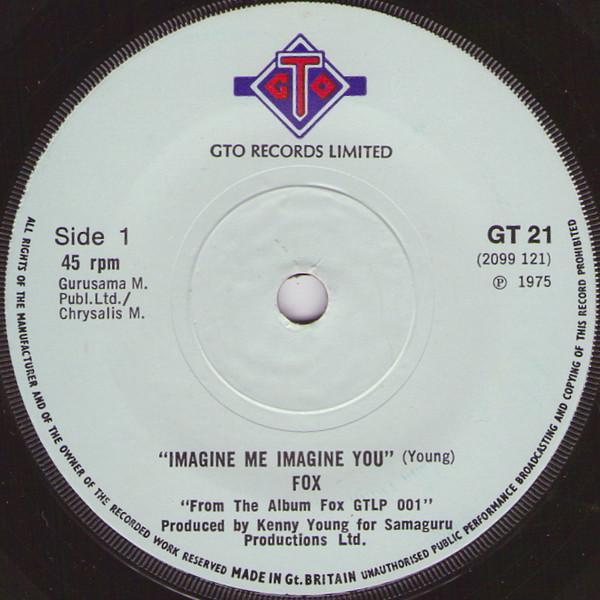 GTO
GTO RECORDS LIMITED
Side 1
45 rpm
Gurusama M.
Publ.Ltd./
Chrysalis M.
GT 21
(2099 121)
℗ 1975
"IMAGINE ME IMAGINE YOU" (Young)
FOX
"From The Album Fox GTLP 001"
Produced by Kenny Young for Samaguru
Productions Ltd.
ALL RIGHTS OF THE MANUFACTURER AND OF THE OWNER OF THE RECORDED WORK RESERVED MADE IN Gt. BRITAIN UNAUTHORISED PUBLIC PERFORMANCE BROADCASTING AND COPYING OF THIS RECORD PROHIBITED